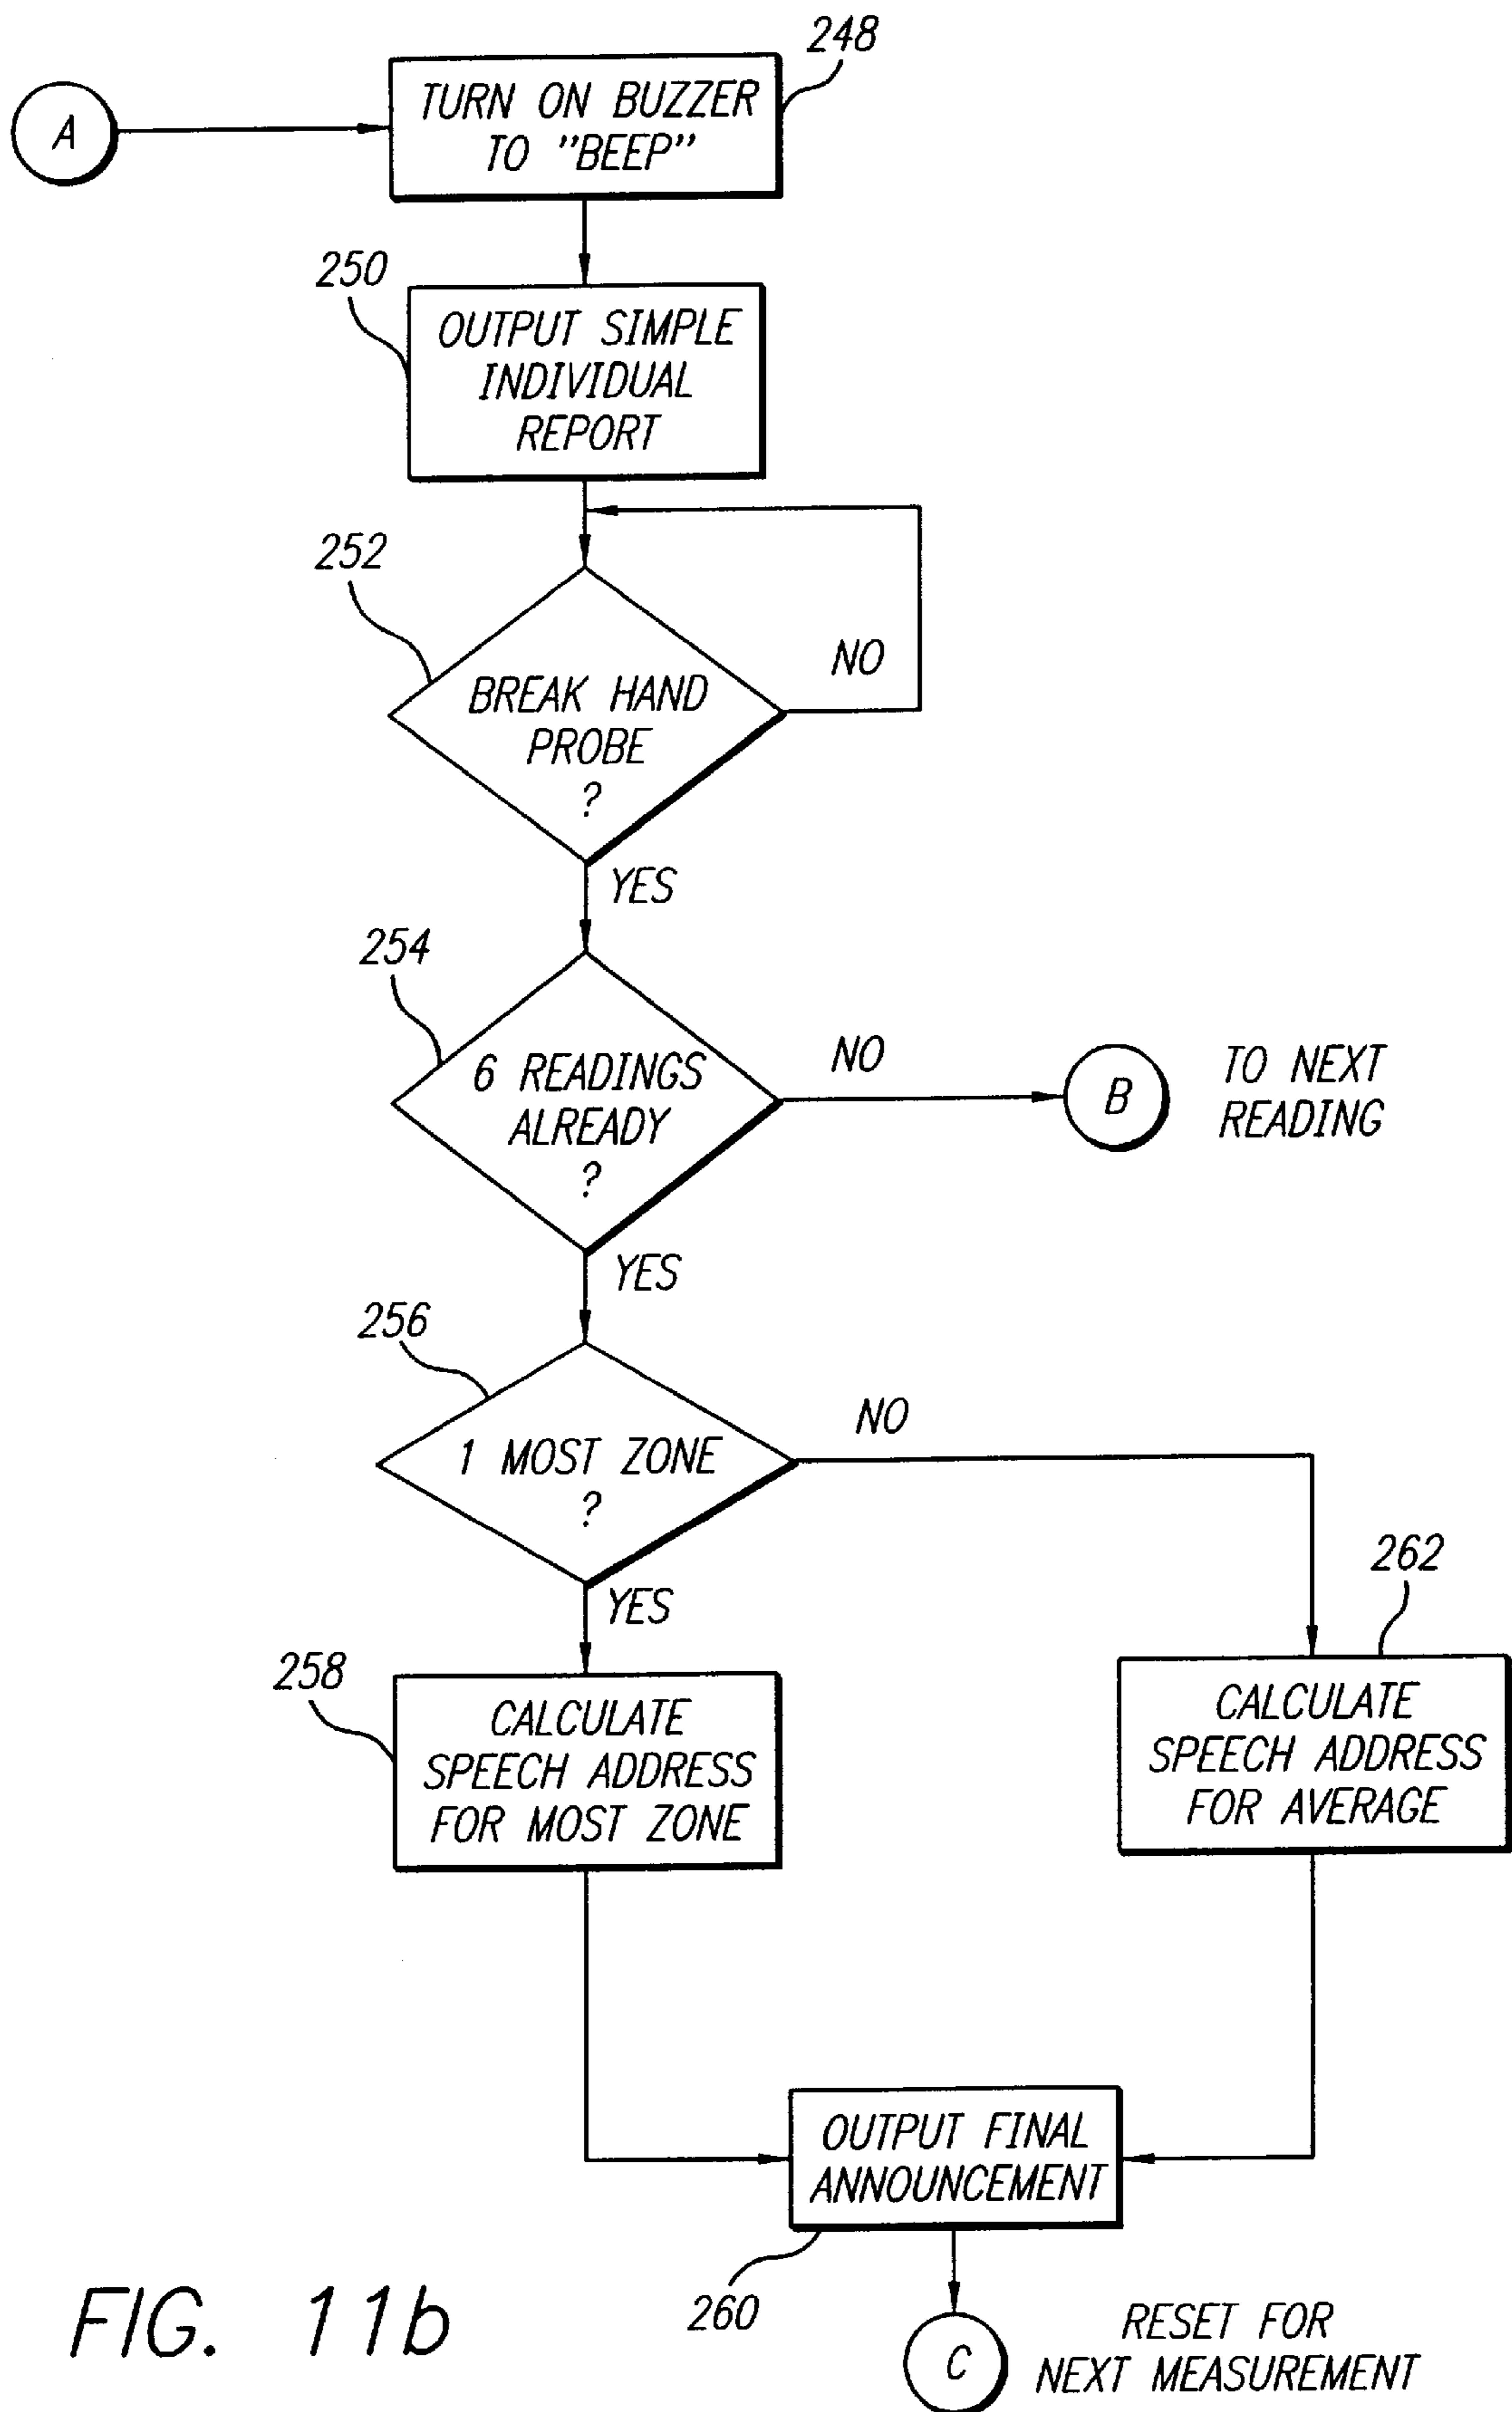 248
A
TURN ON BUZZER
TO "BEEP"
250
OUTPUT SIMPLE
INDIVIDUAL
REPORT
252
NO
BREAK HAND
PROBE
?
YES
254
NO
6 READINGS
ALREADY
?
B
TO NEXT
READING
YES
256
NO
1 MOST ZONE
?
YES
262
258
CALCULATE
SPEECH ADDRESS
FOR MOST ZONE
CALCULATE
SPEECH ADDRESS
FOR AVERAGE
OUTPUT FINAL
ANNOUNCEMENT
260
C
RESET FOR
NEXT MEASUREMENT
FIG. 11b